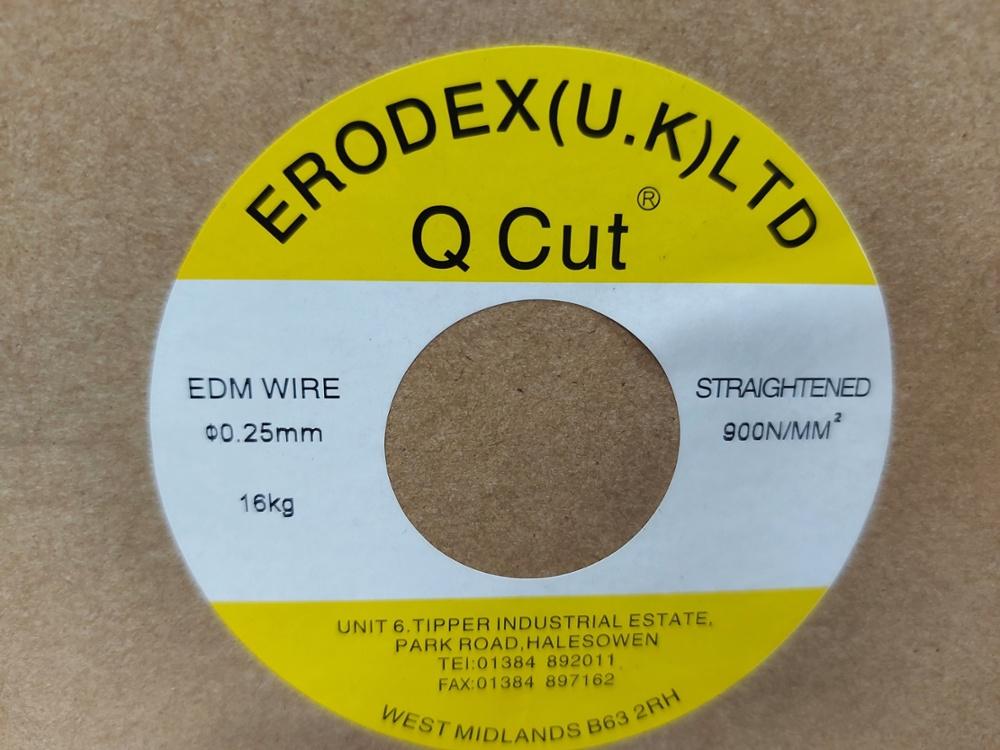 ERODEX(U.K)LTD
Q Cut®
EDM WIRE
Φ0.25mm
16kg
STRAIGHTENED
900N/MM²
UNIT 6.TIPPER INDUSTRIAL ESTATE,
PARK ROAD,HALESOWEN
TEl:01384 892011
FAX:01384 897162
WEST MIDLANDS B63 2RH